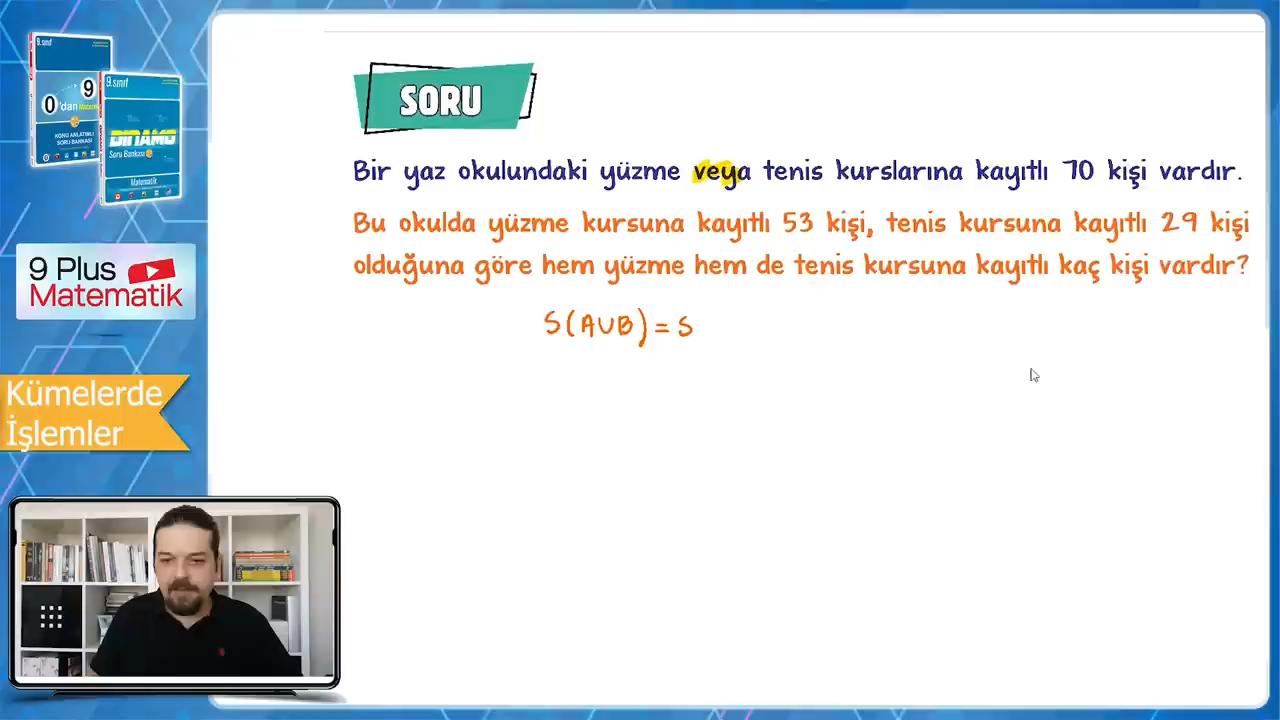 9.sınıf
0'dan 9
KONU ANLATIMLI
SORU BANKASI
9.sınıf
DİNAMO
Soru Bankası
Matematik
9 Plus
Matematik
Kümelerde
İşlemler
SORU
Bir yaz okulundaki yüzme veya tenis kurslarına kayıtlı 70 kişi vardır.
Bu okulda yüzme kursuna kayıtlı 53 kişi, tenis kursuna kayıtlı 29 kişi
olduğuna göre hem yüzme hem de tenis kursuna kayıtlı kaç kişi vardır?
S(AUB)=S